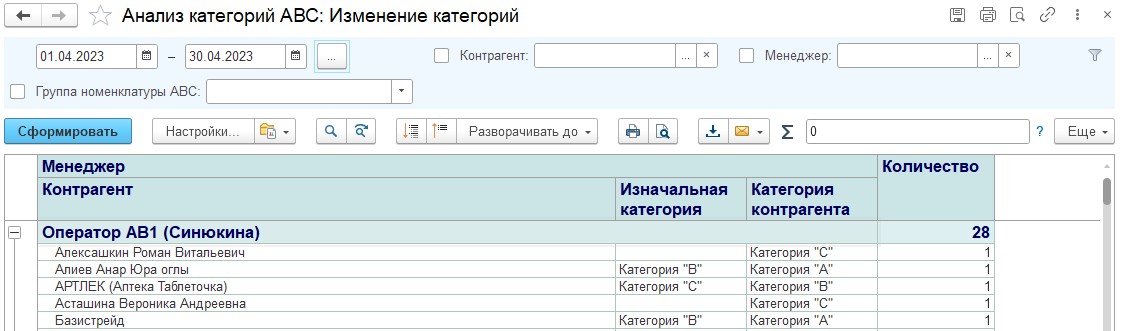 Анализ категорий ABC: Изменение категорий
01.04.2023 – 30.04.2023 ... Контрагент: ... × Менеджер: ... ×
Группа номенклатуры ABC:
Сформировать Настройки... Разворачивать до Σ 0 ? Еще
Менеджер Количество
Контрагент Изначальная категория Категория контрагента
Оператор АВ1 (Синюкина) 28
Алексашкин Роман Витальевич Категория "С" 1
Алиев Анар Юра оглы Категория "В" Категория "А" 1
АРТЛЕК (Аптека Таблеточка) Категория "С" Категория "В" 1
Асташина Вероника Андреевна Категория "С" 1
Базистрейд Категория "В" Категория "А" 1